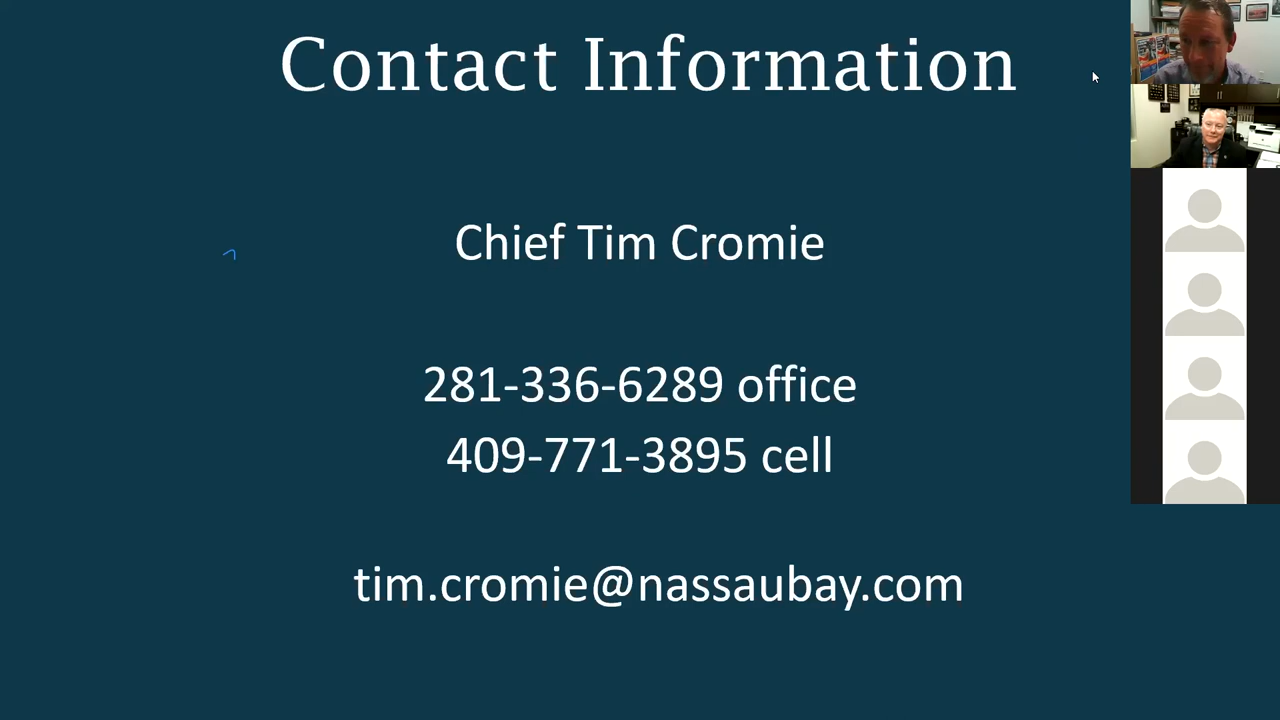 Contact Information
Chief Tim Cromie
281-336-6289 office
409-771-3895 cell
tim.cromie@nassaubay.com